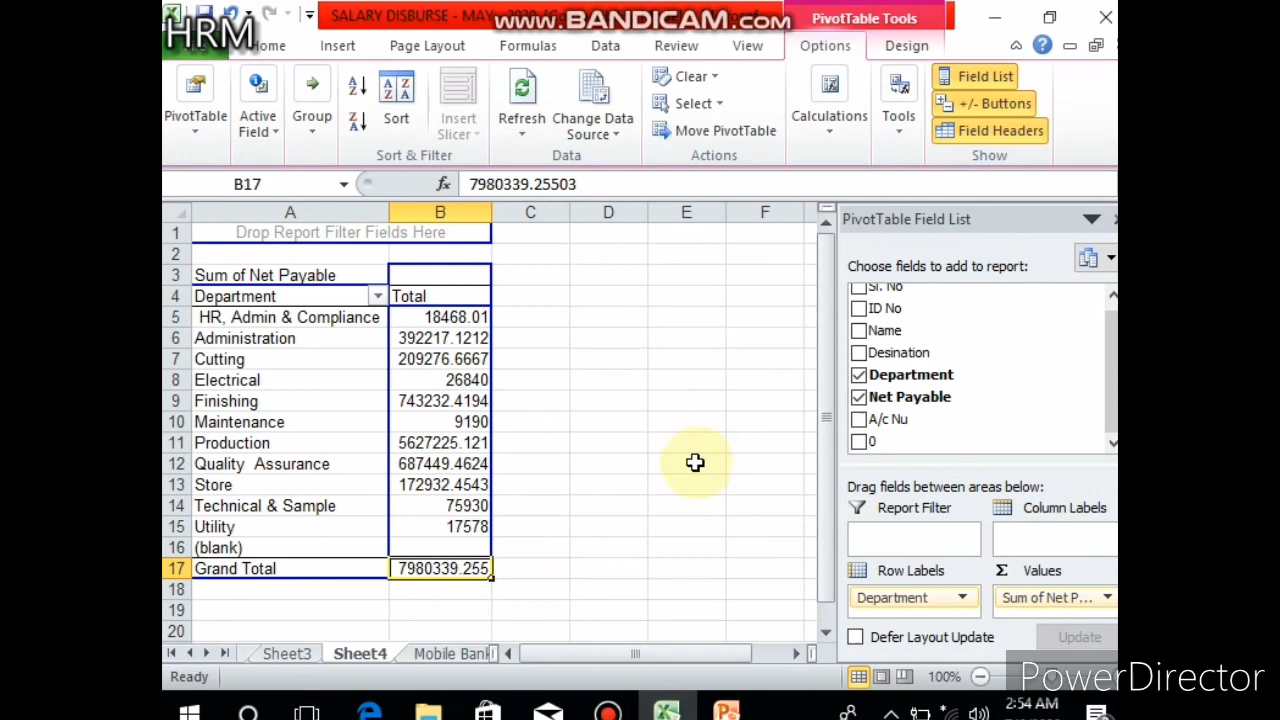 SALARY DISBURSE - MAY
www.BANDICAM.com
PivotTable Tools
HRM
Home Insert Page Layout Formulas Data Review View Options Design
PivotTable
Active Field
Group
Sort
Insert Slicer
Sort & Filter
Refresh
Change Data Source
Data
Clear
Select
Move PivotTable
Actions
Calculations
Tools
Field List
+/- Buttons
Field Headers
Show
B17 fx 7980339.25503
A B C D E F
1 Drop Report Filter Fields Here
2
3 Sum of Net Payable
4 Department Total
5 HR, Admin & Compliance 18468.01
6 Administration 392217.1212
7 Cutting 209276.6667
8 Electrical 26840
9 Finishing 743232.4194
10 Maintenance 9190
11 Production 5627225.121
12 Quality Assurance 687449.4624
13 Store 172932.4543
14 Technical & Sample 75930
15 Utility 17578
16 (blank)
17 Grand Total 7980339.255
18
19
20
PivotTable Field List
Choose fields to add to report:
Sl. No
ID No
Name
Desination
Department
Net Payable
A/c Nu
0
Drag fields between areas below:
Report Filter Column Labels
Row Labels Σ Values
Department Sum of Net P...
Defer Layout Update Update
Sheet3 Sheet4 Mobile Bank
Ready 100%
PowerDirector
2:54 AM